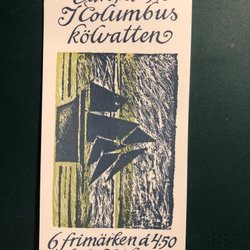 I Columbus
kölvatten
6 frimärken á 4,50